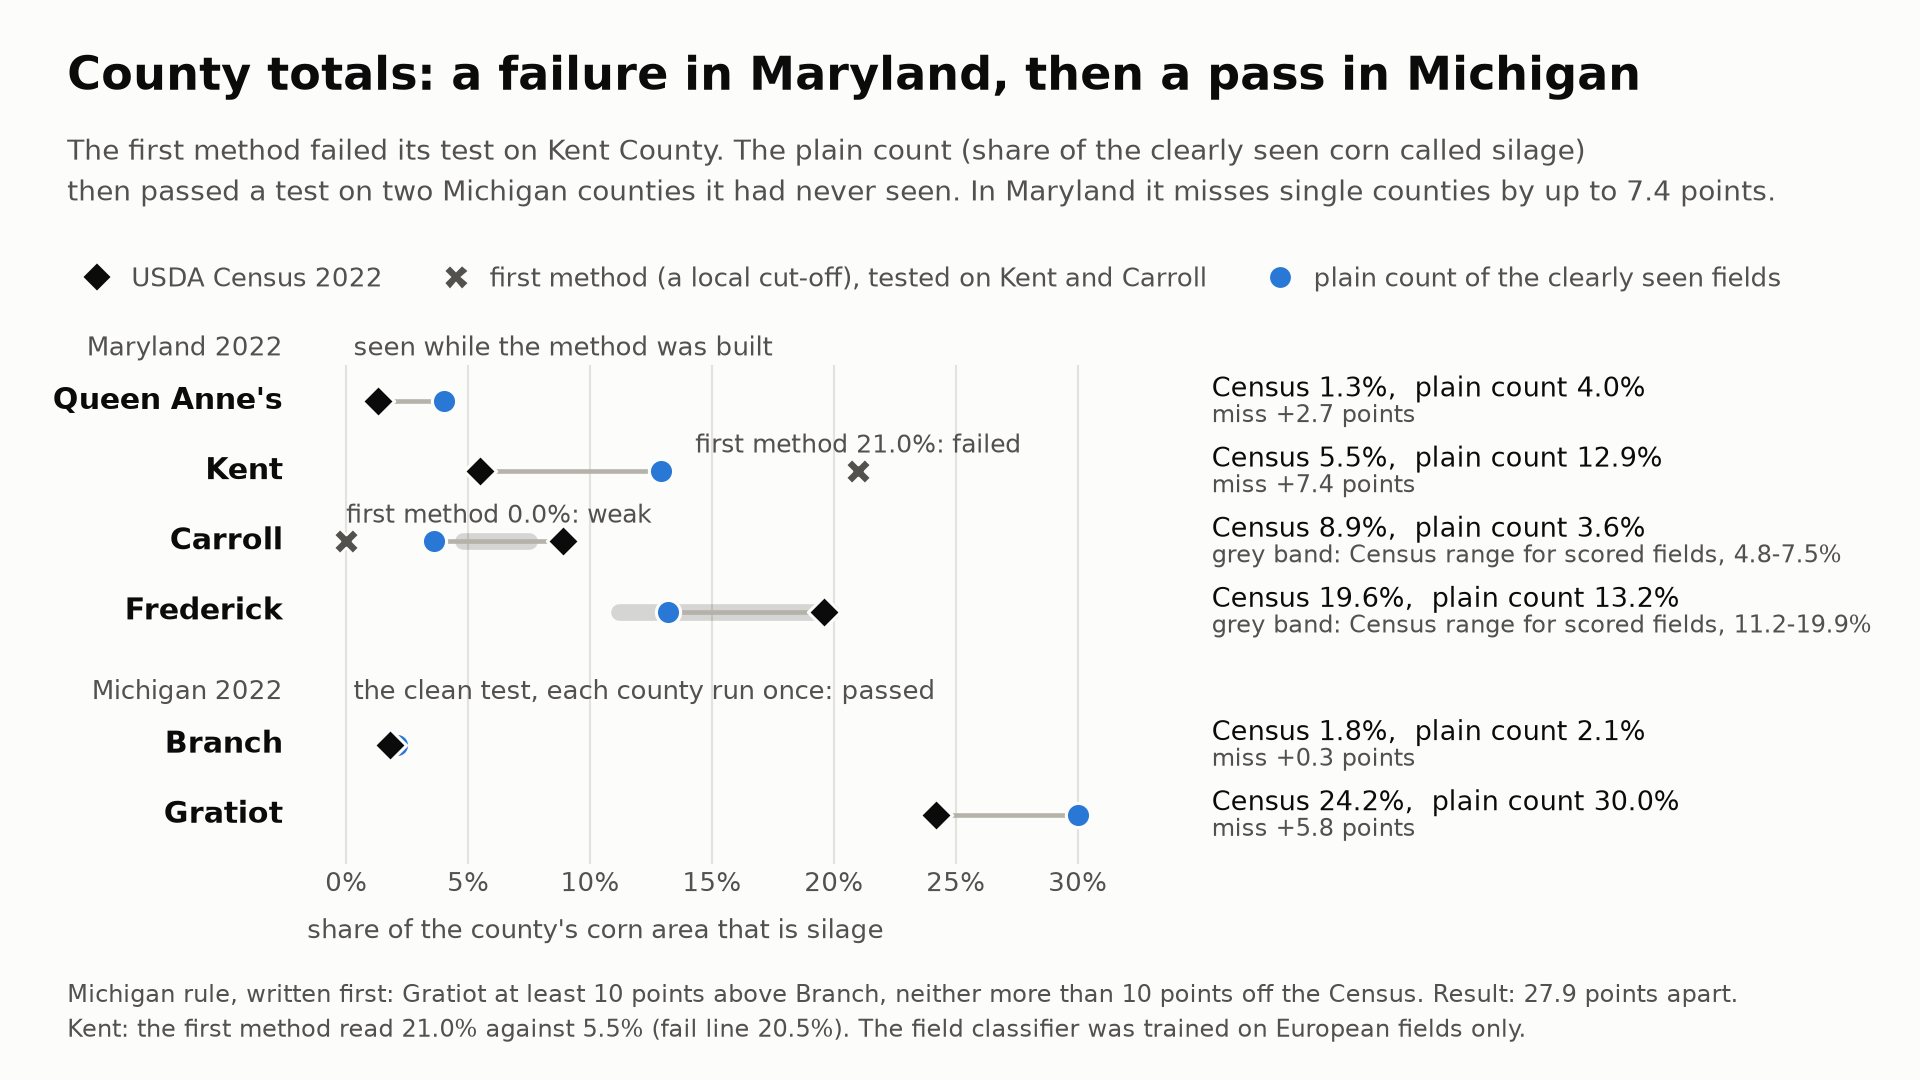 County totals: a failure in Maryland, then a pass in Michigan
The first method failed its test on Kent County. The plain count (share of the clearly seen corn called silage)
then passed a test on two Michigan counties it had never seen. In Maryland it misses single counties by up to 7.4 points.
USDA Census 2022
first method (a local cut-off), tested on Kent and Carroll
plain count of the clearly seen fields
Maryland 2022
seen while the method was built
Queen Anne's
Census 1.3%, plain count 4.0%
miss +2.7 points
first method 21.0%: failed
Kent
Census 5.5%, plain count 12.9%
miss +7.4 points
first method 0.0%: weak
Carroll
Census 8.9%, plain count 3.6%
grey band: Census range for scored fields, 4.8-7.5%
Frederick
Census 19.6%, plain count 13.2%
grey band: Census range for scored fields, 11.2-19.9%
Michigan 2022
the clean test, each county run once: passed
Branch
Census 1.8%, plain count 2.1%
miss +0.3 points
Gratiot
Census 24.2%, plain count 30.0%
miss +5.8 points
0% 5% 10% 15% 20% 25% 30%
share of the county's corn area that is silage
Michigan rule, written first: Gratiot at least 10 points above Branch, neither more than 10 points off the Census. Result: 27.9 points apart.
Kent: the first method read 21.0% against 5.5% (fail line 20.5%). The field classifier was trained on European fields only.